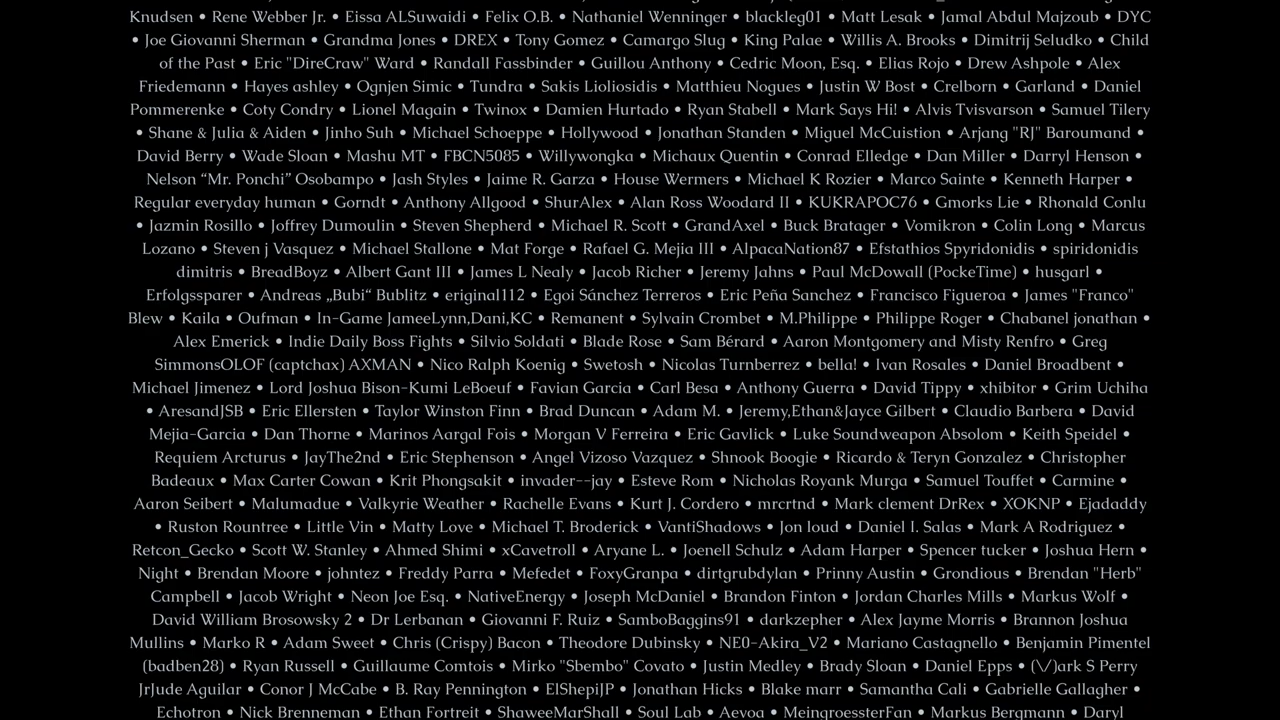 Knudsen • Rene Webber Jr. • Eissa ALSuwaidi • Felix O.B. • Nathaniel Wenninger • blackleg01 • Matt Lesak • Jamal Abdul Majzoub • DYC
• Joe Giovanni Sherman • Grandma Jones • DREX • Tony Gomez • Camargo Slug • King Palae • Willis A. Brooks • Dimitrij Seludko • Child
of the Past • Eric "DireCraw" Ward • Randall Fassbinder • Guillou Anthony • Cedric Moon, Esq. • Elias Rojo • Drew Ashpole • Alex
Friedemann • Hayes ashley • Ognjen Simic • Tundra • Sakis Lioliosidis • Matthieu Nogues • Justin W Bost • Crelborn • Garland • Daniel
Pommerenke • Coty Condry • Lionel Magain • Twinox • Damien Hurtado • Ryan Stabell • Mark Says Hi! • Alvis Tvisvarson • Samuel Tilery
• Shane & Julia & Aiden • Jinho Suh • Michael Schoeppe • Hollywood • Jonathan Standen • Miguel McCuistion • Arjang "RJ" Baroumand •
David Berry • Wade Sloan • Mashu MT • FBCN5085 • Willywongka • Michaux Quentin • Conrad Elledge • Dan Miller • Darryl Henson •
Nelson “Mr. Ponchi” Osobampo • Jash Styles • Jaime R. Garza • House Wermers • Michael K Rozier • Marco Sainte • Kenneth Harper •
Regular everyday human • Gorndt • Anthony Allgood • ShurAlex • Alan Ross Woodard II • KUKRAPOC76 • Gmorks Lie • Rhonald Conlu
• Jazmin Rosillo • Joffrey Dumoulin • Steven Shepherd • Michael R. Scott • GrandAxel • Buck Bratager • Vomikron • Colin Long • Marcus
Lozano • Steven j Vasquez • Michael Stallone • Mat Forge • Rafael G. Mejia III • AlpacaNation87 • Efstathios Spyridonidis • spiridonidis
dimitris • BreadBoyz • Albert Gant III • James L Nealy • Jacob Richer • Jeremy Jahns • Paul McDowall (PockeTime) • husgarl •
Erfolgssparer • Andreas „Bubi“ Bublitz • eriginal112 • Egoi Sánchez Terreros • Eric Peña Sanchez • Francisco Figueroa • James "Franco"
Blew • Kaila • Oufman • In-Game JameeLynn,Dani,KC • Remanent • Sylvain Crombet • M.Philippe • Philippe Roger • Chabanel jonathan •
Alex Emerick • Indie Daily Boss Fights • Silvio Soldati • Blade Rose • Sam Bérard • Aaron Montgomery and Misty Renfro • Greg
SimmonsOLOF (captchax) AXMAN • Nico Ralph Koenig • Swetosh • Nicolas Turnberrez • bella! • Ivan Rosales • Daniel Broadbent •
Michael Jimenez • Lord Joshua Bison-Kumi LeBoeuf • Favian Garcia • Carl Besa • Anthony Guerra • David Tippy • xhibitor • Grim Uchiha
• AresandJSB • Eric Ellersten • Taylor Winston Finn • Brad Duncan • Adam M. • Jeremy,Ethan&Jayce Gilbert • Claudio Barbera • David
Mejia-Garcia • Dan Thorne • Marinos Aargal Fois • Morgan V Ferreira • Eric Gavlick • Luke Soundweapon Absolom • Keith Speidel •
Requiem Arcturus • JayThe2nd • Eric Stephenson • Angel Vizoso Vazquez • Shnook Boogie • Ricardo & Teryn Gonzalez • Christopher
Badeaux • Max Carter Cowan • Krit Phongsakit • invader--jay • Esteve Rom • Nicholas Royank Murga • Samuel Touffet • Carmine •
Aaron Seibert • Malumadue • Valkyrie Weather • Rachelle Evans • Kurt J. Cordero • mrcrtnd • Mark clement DrRex • XOKNP • Ejadaddy
• Ruston Rountree • Little Vin • Matty Love • Michael T. Broderick • VantiShadows • Jon loud • Daniel I. Salas • Mark A Rodriguez •
Retcon_Gecko • Scott W. Stanley • Ahmed Shimi • xCavetroll • Aryane L. • Joenell Schulz • Adam Harper • Spencer tucker • Joshua Hern •
Night • Brendan Moore • johntez • Freddy Parra • Mefedet • FoxyGranpa • dirtgrubdylan • Prinny Austin • Grondious • Brendan "Herb"
Campbell • Jacob Wright • Neon Joe Esq. • NativeEnergy • Joseph McDaniel • Brandon Finton • Jordan Charles Mills • Markus Wolf •
David William Brosowsky 2 • Dr Lerbanan • Giovanni F. Ruiz • SamboBaggins91 • darkzepher • Alex Jayme Morris • Brannon Joshua
Mullins • Marko R • Adam Sweet • Chris (Crispy) Bacon • Theodore Dubinsky • NE0-Akira_V2 • Mariano Castagnello • Benjamin Pimentel
(badben28) • Ryan Russell • Guillaume Comtois • Mirko "Sbembo" Covato • Justin Medley • Brady Sloan • Daniel Epps • (\/)ark S Perry
JrJude Aguilar • Conor J McCabe • B. Ray Pennington • ElShepiJP • Jonathan Hicks • Blake marr • Samantha Cali • Gabrielle Gallagher •
Echotron • Nick Brenneman • Ethan Fortreit • ShaweeMarShall • Soul Lab • Aevoa • MeingroessterFan • Markus Bergmann • Daryl